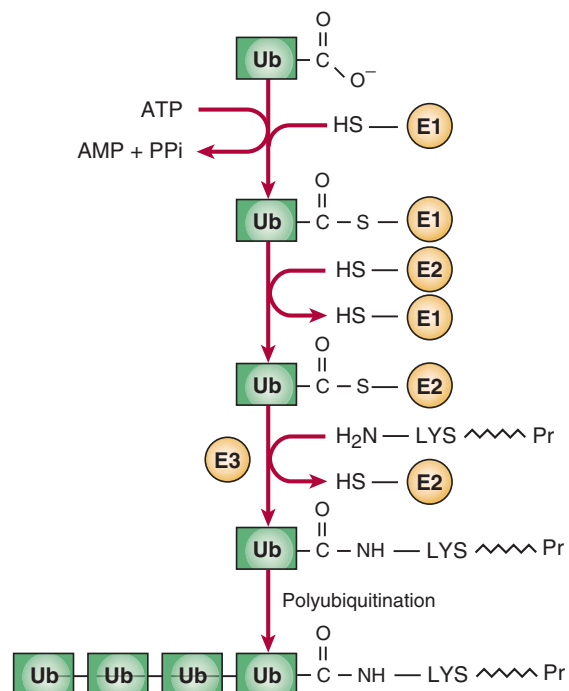 O
Ub C O⁻
ATP HS E1
AMP + PPi
O
Ub C S E1
HS E2
HS E1
O
Ub C S E2
H₂N LYS Pr
E3
HS E2
O
Ub C NH LYS Pr
Polyubiquitination
O
Ub Ub Ub Ub C NH LYS Pr